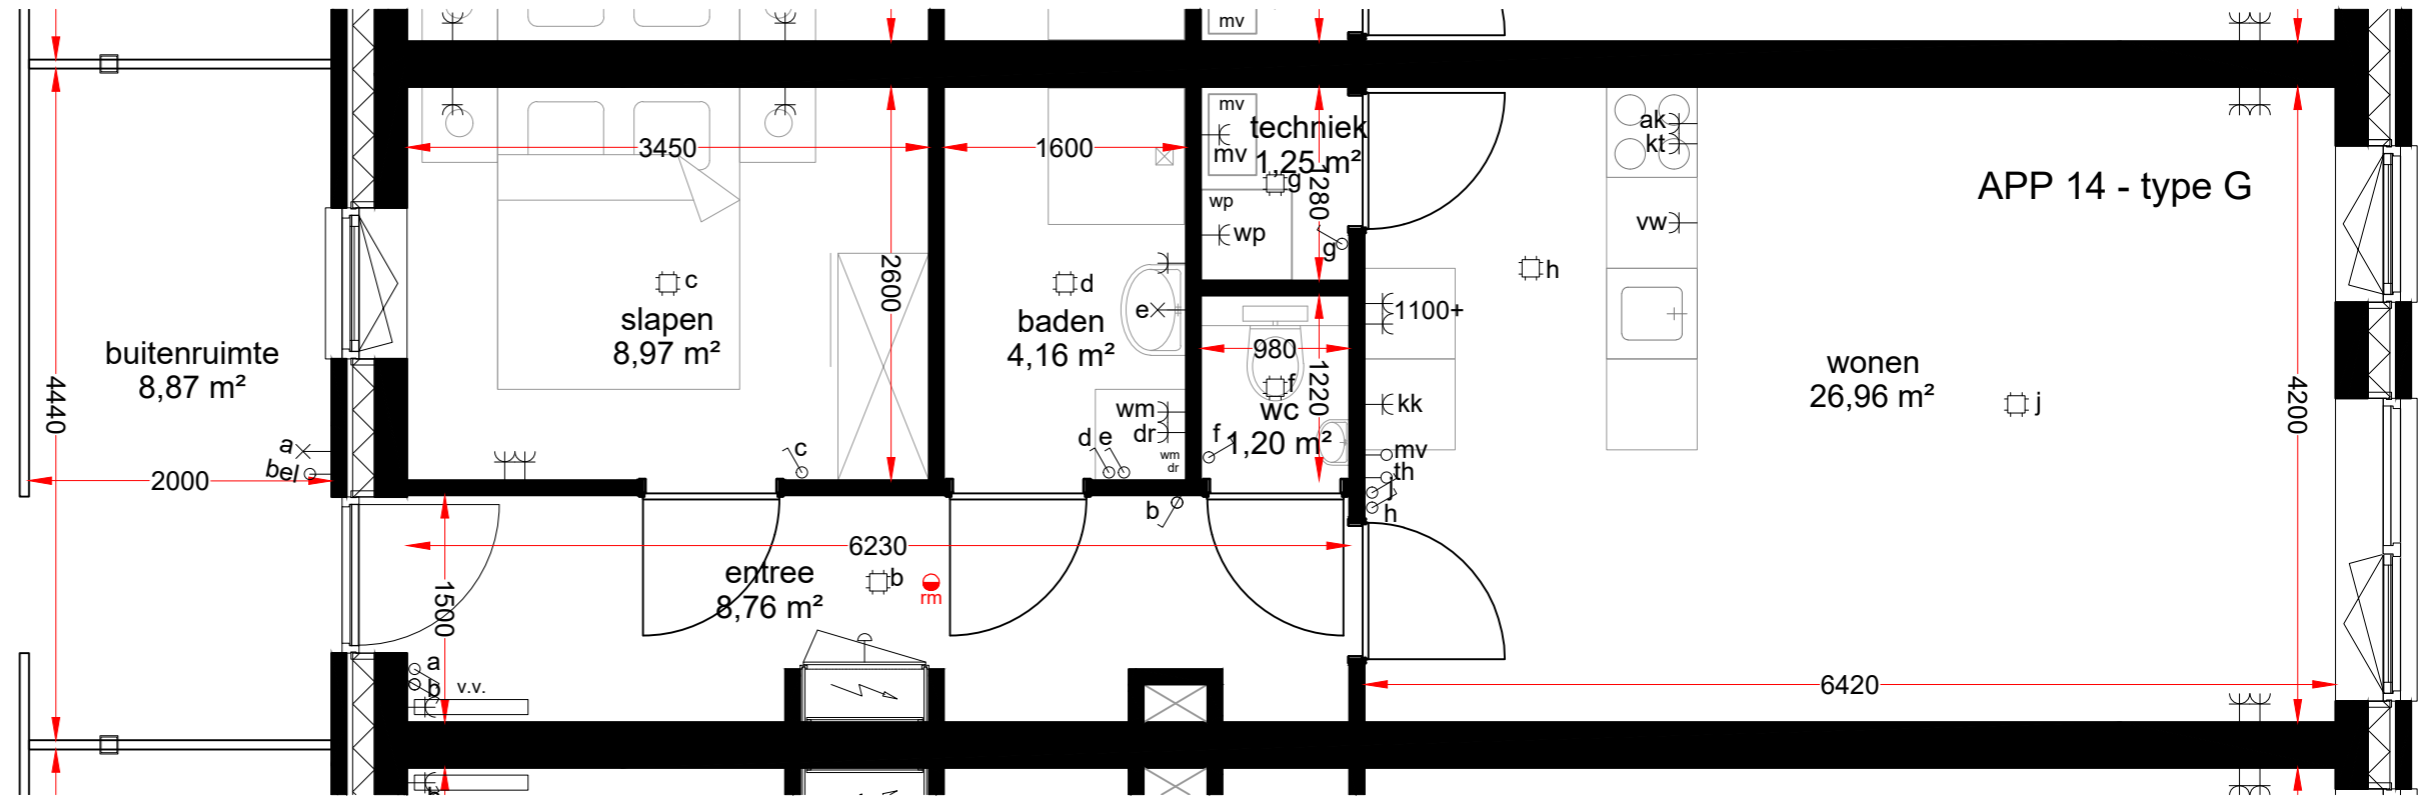 mv
mv
techniek
mv
1,25 m²
3450
1600
1280
g
ak
kt
APP 14 - type G
wp
wp
vw
g
2600
c
d
h
slapen
8,97 m²
baden
4,16 m²
e
1100+
buitenruimte
8,87 m²
980
f
1220
wc
1,20 m²
wonen
26,96 m²
j
4440
4200
wm
dr
wm
dr
kk
a
bel
2000
c
d e
f
mv
th
j
h
b
6230
entree
8,76 m²
b
rm
1500
a
b
v.v.
6420